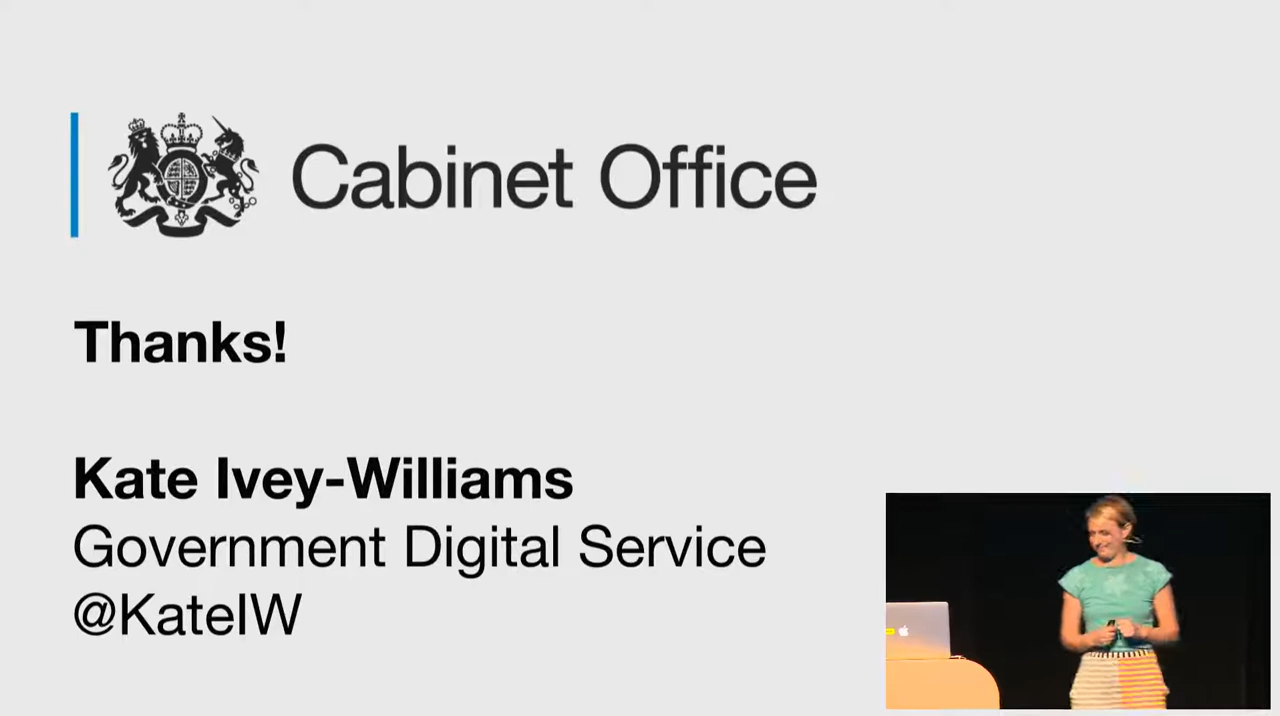 Cabinet Office
Thanks!
Kate Ivey-Williams
Government Digital Service
@KateIW